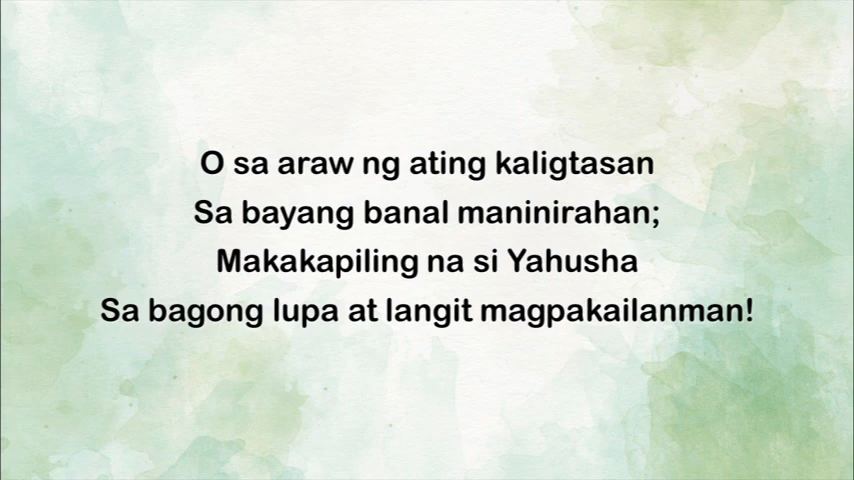 O sa araw ng ating kaligtasan
Sa bayang banal maninirahan;
Makakapiling na si Yahusha
Sa bagong lupa at langit magpakailanman!